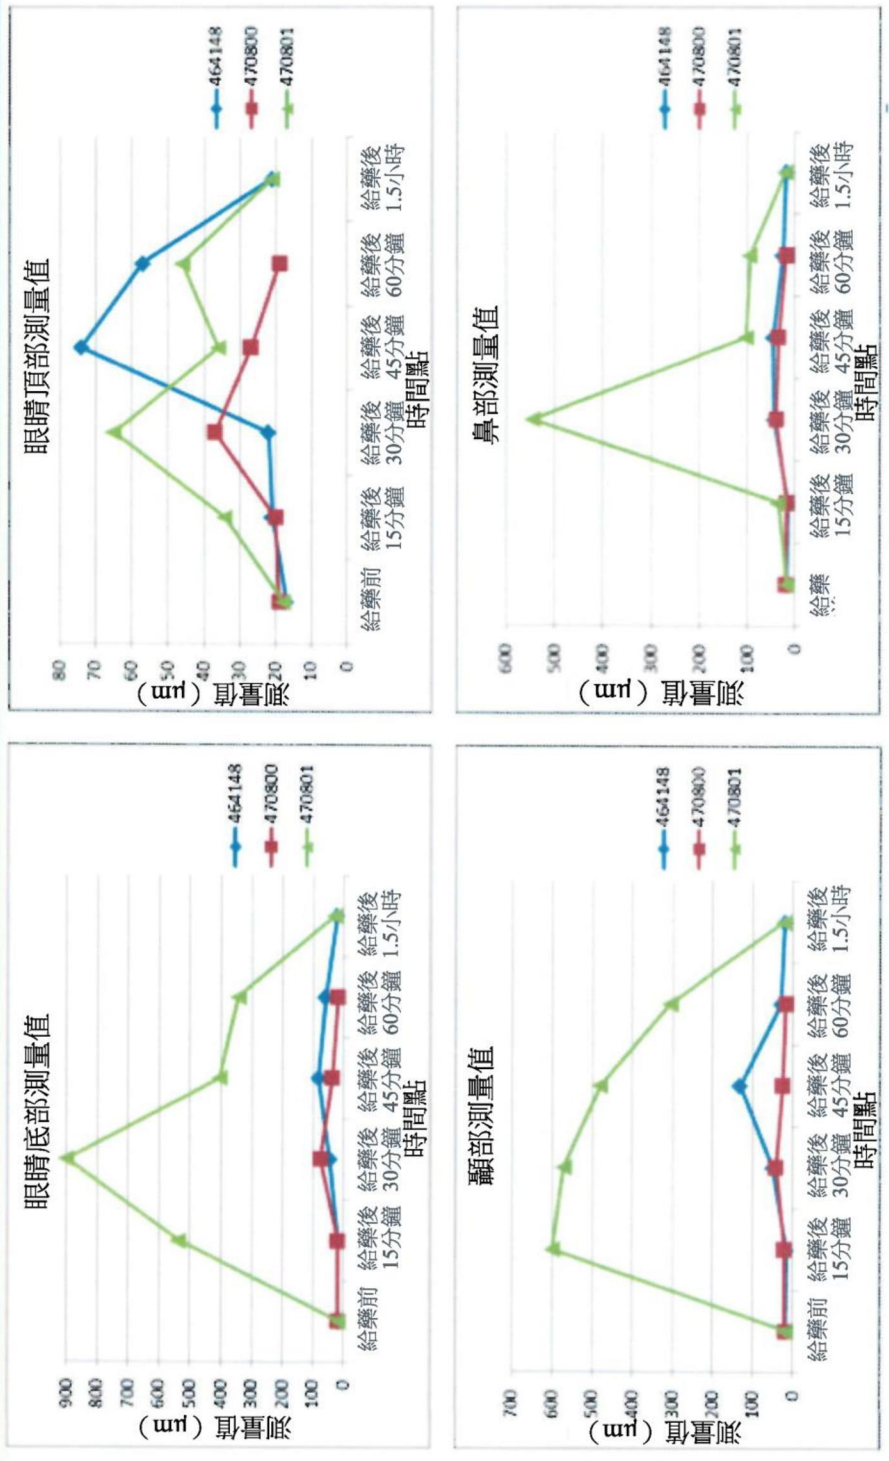 眼睛底部測量值
測量值（μm）
900
800
700
600
500
400
300
200
100
0
給藥前
給藥後
15分鐘
給藥後
30分鐘
給藥後
45分鐘
給藥後
60分鐘
給藥後
1.5小時
時間點
464148
470800
470801
眼睛頂部測量值
測量值（μm）
80
70
60
50
40
30
20
10
0
給藥前
給藥後
15分鐘
給藥後
30分鐘
給藥後
45分鐘
給藥後
60分鐘
給藥後
1.5小時
時間點
464148
470800
470801
顳部測量值
測量值（μm）
700
600
500
400
300
200
100
0
給藥前
給藥後
15分鐘
給藥後
30分鐘
給藥後
45分鐘
給藥後
60分鐘
給藥後
1.5小時
時間點
464148
470800
470801
鼻部測量值
測量值（μm）
600
500
400
300
200
100
0
給藥
給藥後
15分鐘
給藥後
30分鐘
給藥後
45分鐘
給藥後
60分鐘
給藥後
1.5小時
時間點
464148
470800
470801